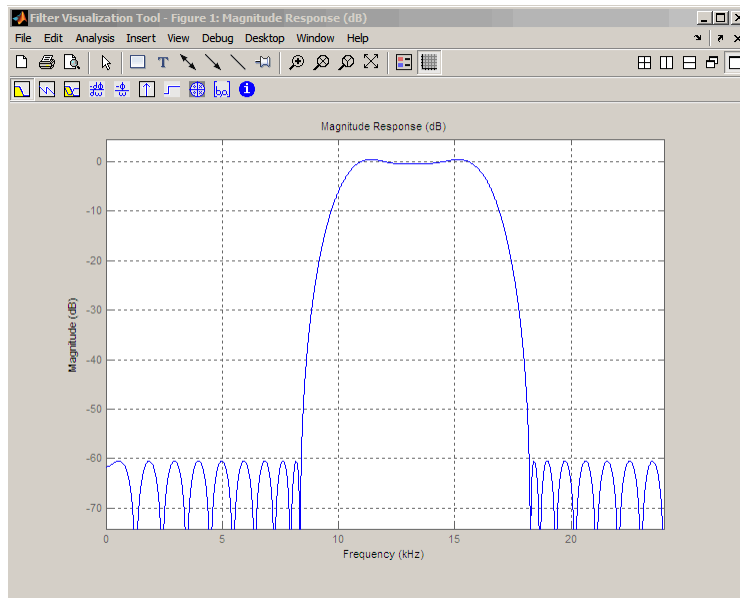 Filter Visualization Tool - Figure 1: Magnitude Response (dB)
File Edit Analysis Insert View Debug Desktop Window Help
Magnitude Response (dB)
0
-10
-20
-30
-40
-50
-60
-70
Magnitude (dB)
0 5 10 15 20
Frequency (kHz)